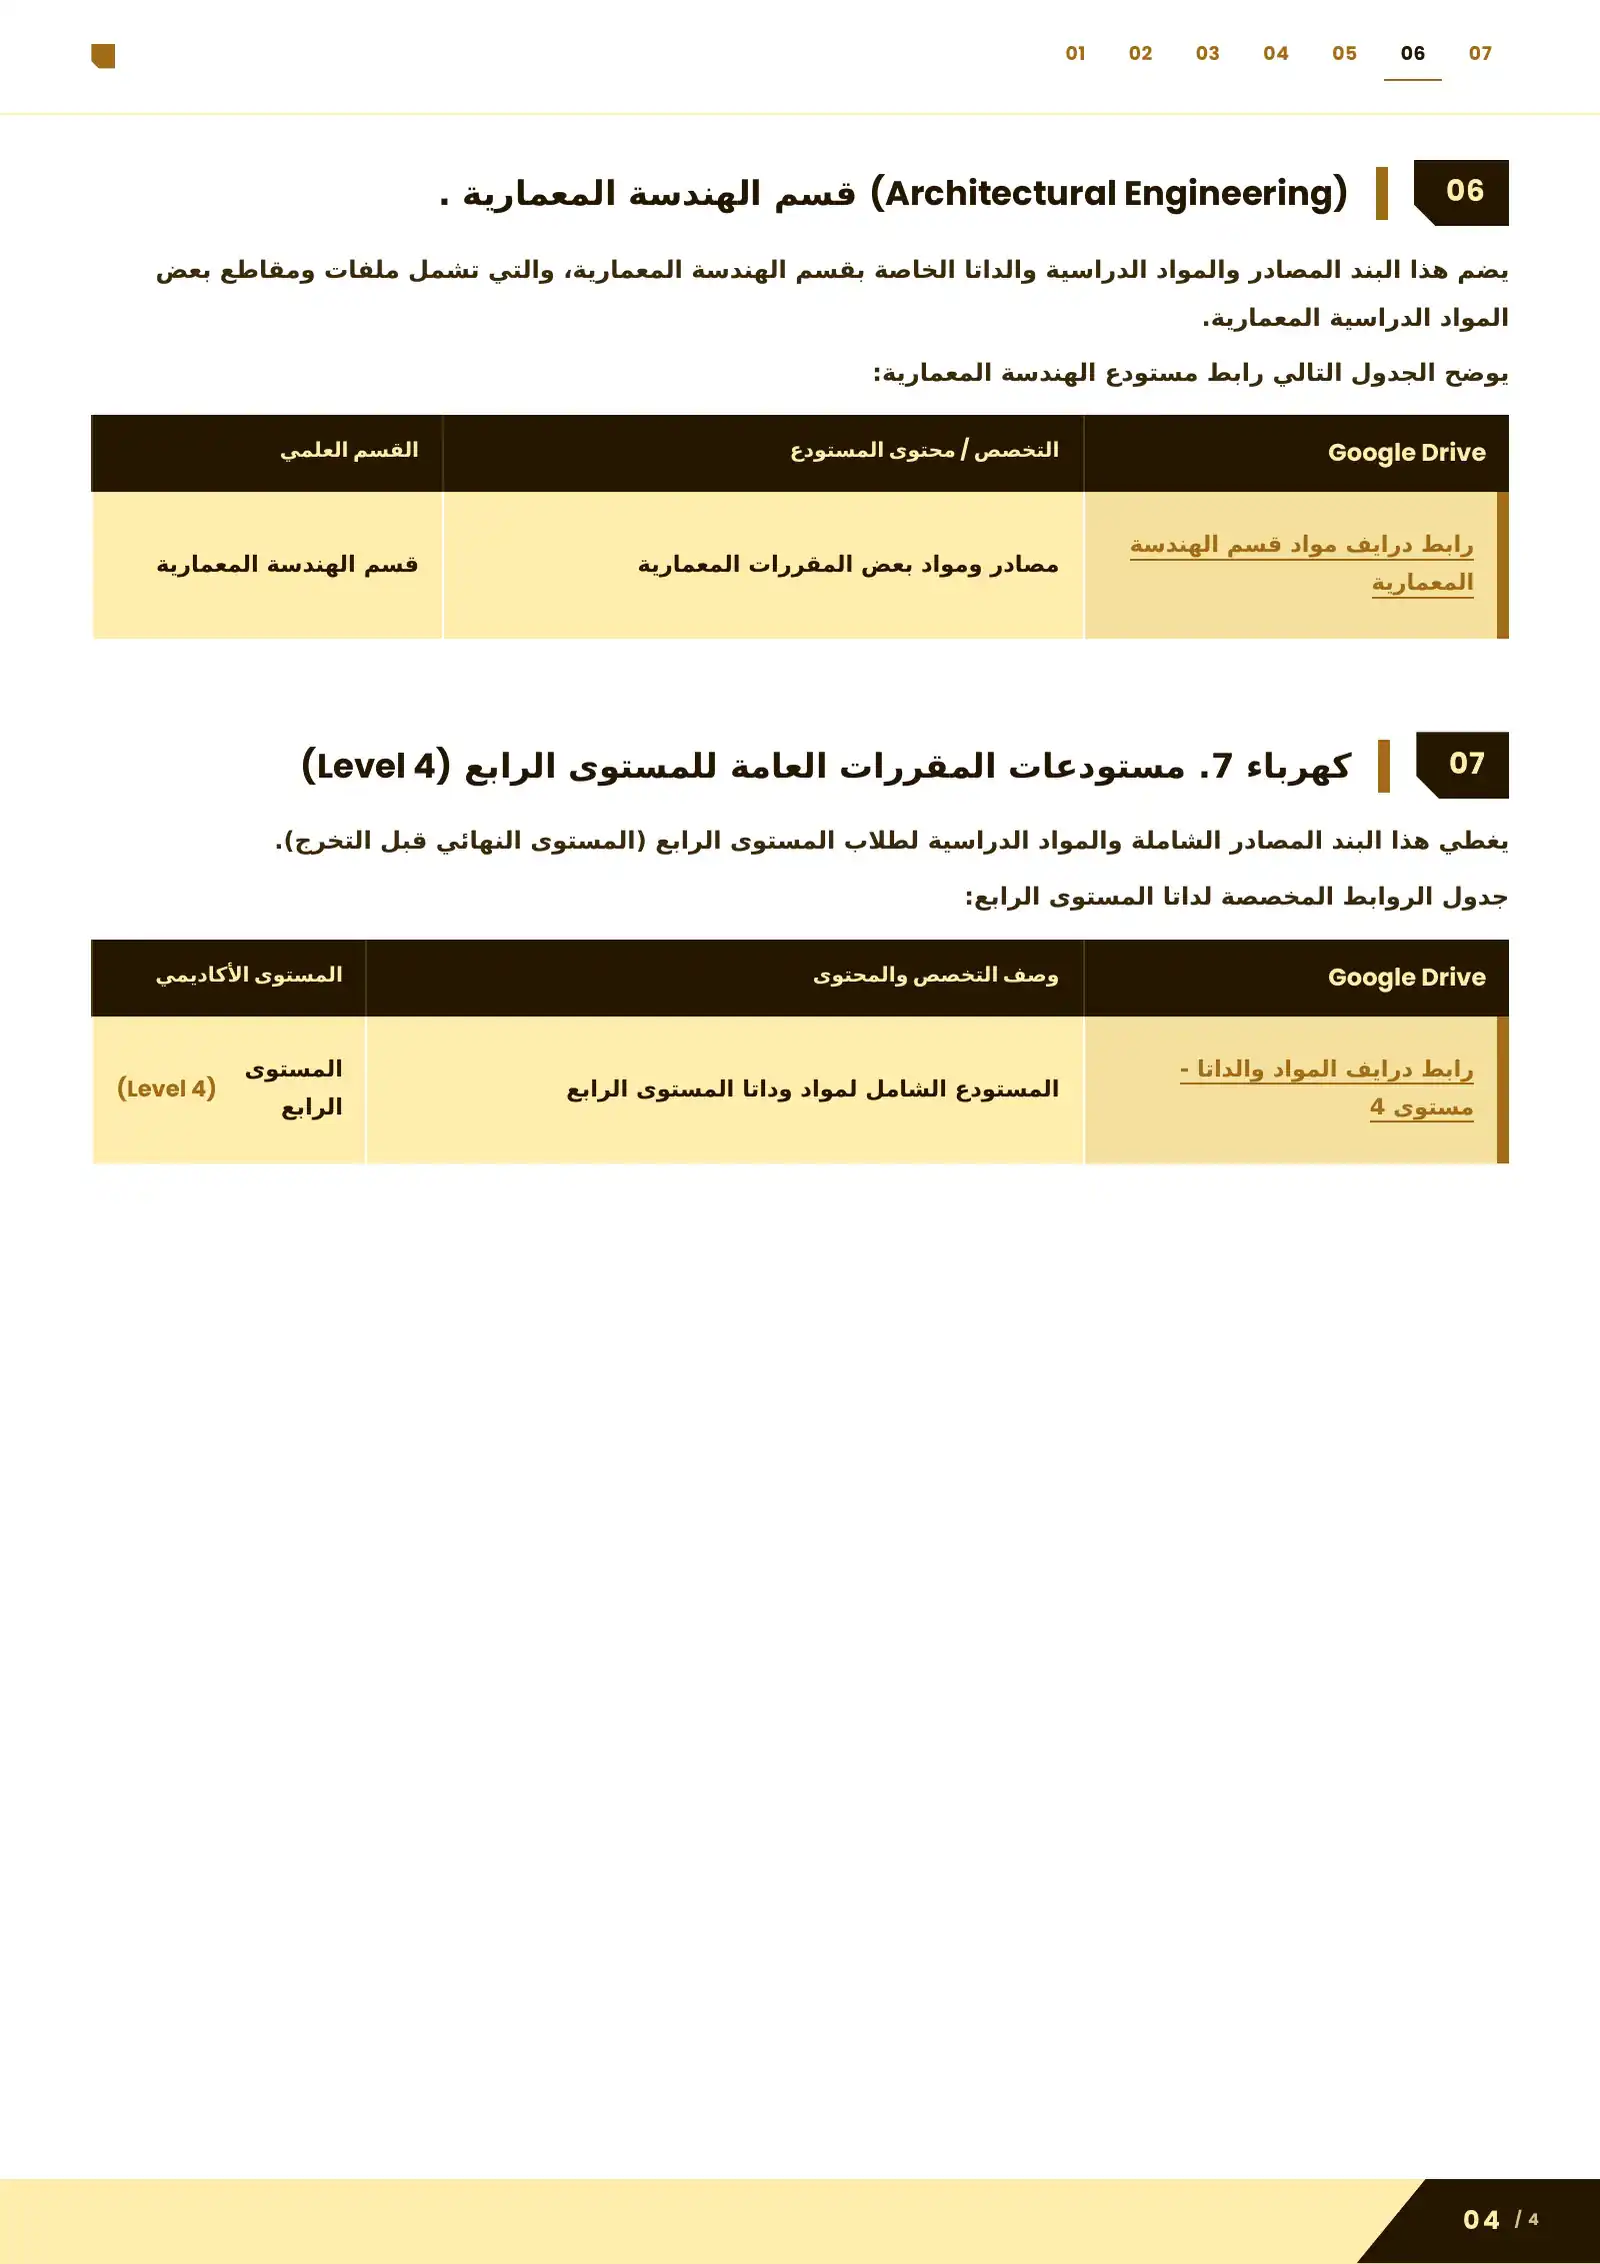 01 02 03 04 05 06 07
06
(Architectural Engineering) قسم الهندسة المعمارية .
يضم هذا البند المصادر والمواد الدراسية والداتا الخاصة بقسم الهندسة المعمارية، والتي تشمل ملفات ومقاطع بعض
المواد الدراسية المعمارية.
يوضح الجدول التالي رابط مستودع الهندسة المعمارية:
Google Drive
التخصص / محتوى المستودع
القسم العلمي
رابط درايف مواد قسم الهندسة
المعمارية
مصادر ومواد بعض المقررات المعمارية
قسم الهندسة المعمارية
07
كهرباء 7. مستودعات المقررات العامة للمستوى الرابع (Level 4)
يغطي هذا البند المصادر الشاملة والمواد الدراسية لطلاب المستوى الرابع (المستوى النهائي قبل التخرج).
جدول الروابط المخصصة لداتا المستوى الرابع:
Google Drive
وصف التخصص والمحتوى
المستوى الأكاديمي
رابط درايف المواد والداتا -
مستوى 4
المستودع الشامل لمواد وداتا المستوى الرابع
المستوى
الرابع
(Level 4)
04 / 4